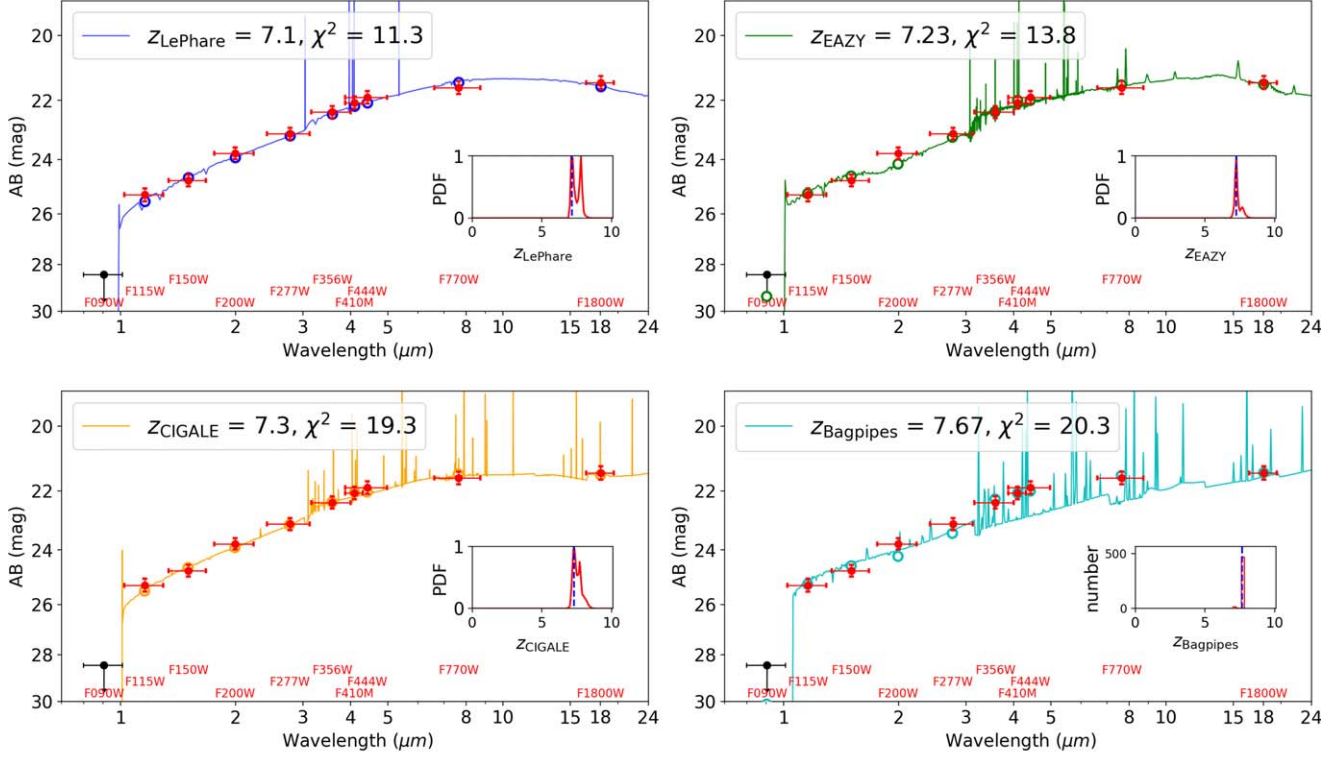 z_LePhare = 7.1, χ² = 11.3
AB (mag)
20
22
24
26
28
30
1
PDF
0
0 5 10
z_LePhare
F090W
F115W
F150W
F200W
F277W
F356W
F410M
F444W
F770W
F1800W
1 2 3 4 5 8 10 15 18 24
Wavelength (μm)
z_EAZY = 7.23, χ² = 13.8
AB (mag)
20
22
24
26
28
30
1
PDF
0
0 5 10
z_EAZY
F090W
F115W
F150W
F200W
F277W
F356W
F410M
F444W
F770W
F1800W
1 2 3 4 5 8 10 15 18 24
Wavelength (μm)
z_CIGALE = 7.3, χ² = 19.3
AB (mag)
20
22
24
26
28
30
1
PDF
0
0 5 10
z_CIGALE
F090W
F115W
F150W
F200W
F277W
F356W
F410M
F444W
F770W
F1800W
1 2 3 4 5 8 10 15 18 24
Wavelength (μm)
z_Bagpipes = 7.67, χ² = 20.3
AB (mag)
20
22
24
26
28
30
500
number
0
0 5 10
z_Bagpipes
F090W
F115W
F150W
F200W
F277W
F356W
F410M
F444W
F770W
F1800W
1 2 3 4 5 8 10 15 18 24
Wavelength (μm)